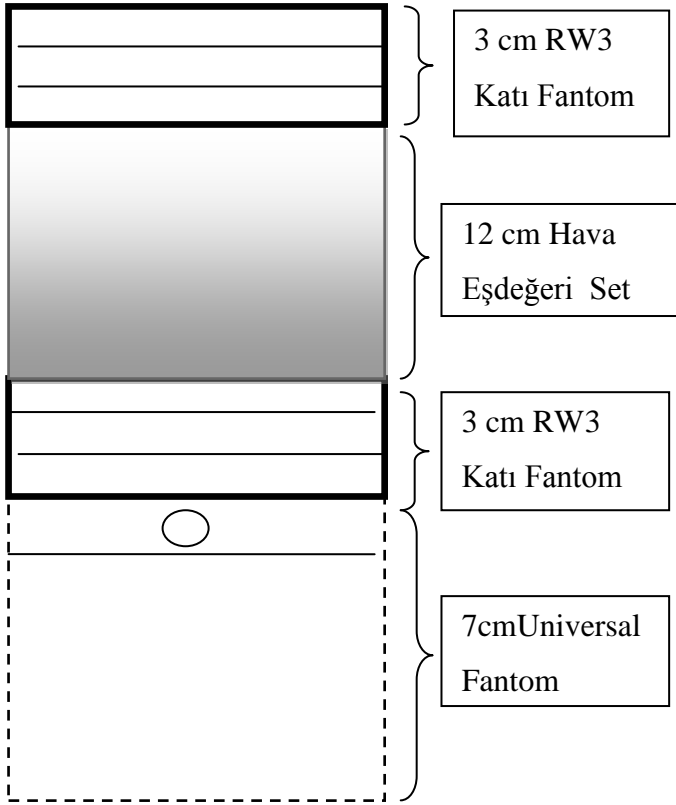 3 cm RW3
Katı Fantom
12 cm Hava
Eşdeğeri Set
3 cm RW3
Katı Fantom
7cmUniversal
Fantom